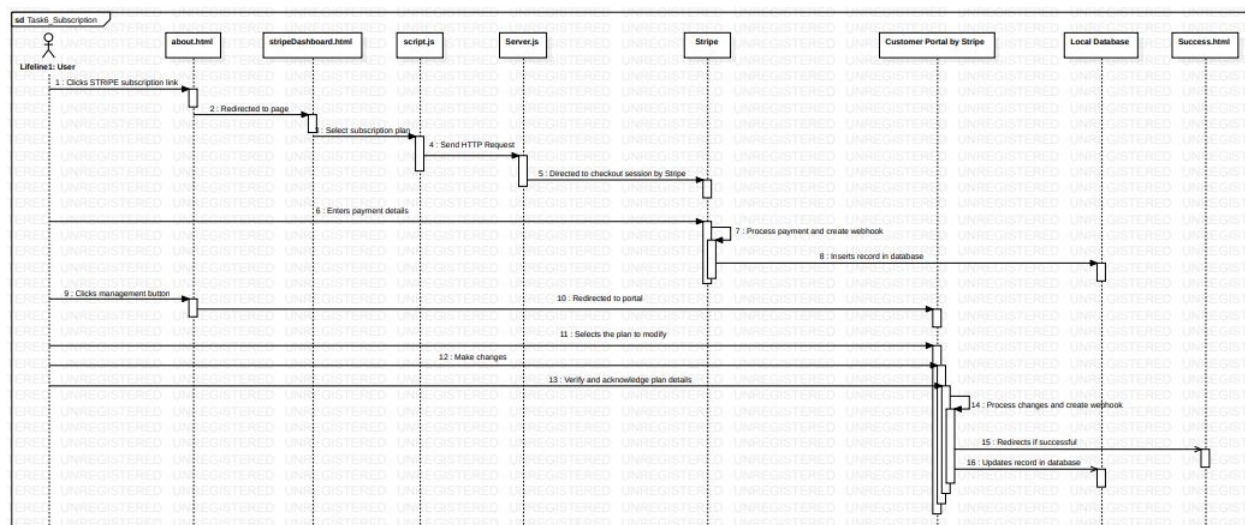 sd Task6_Subscription
about.html
stripeDashboard.html
script.js
Server.js
Stripe
Customer Portal by Stripe
Local Database
Success.html
Lifeline1: User
1 : Clicks STRIPE subscription link
2 : Redirected to page
3 : Select subscription plan
4 : Send HTTP Request
5 : Directed to checkout session by Stripe
6 : Enters payment details
7 : Process payment and create webhook
8 : Inserts record in database
9 : Clicks management button
10 : Redirected to portal
11 : Selects the plan to modify
12 : Make changes
13 : Verify and acknowledge plan details
14 : Process changes and create webhook
15 : Redirects if successful
16 : Updates record in database
UNREGISTERED